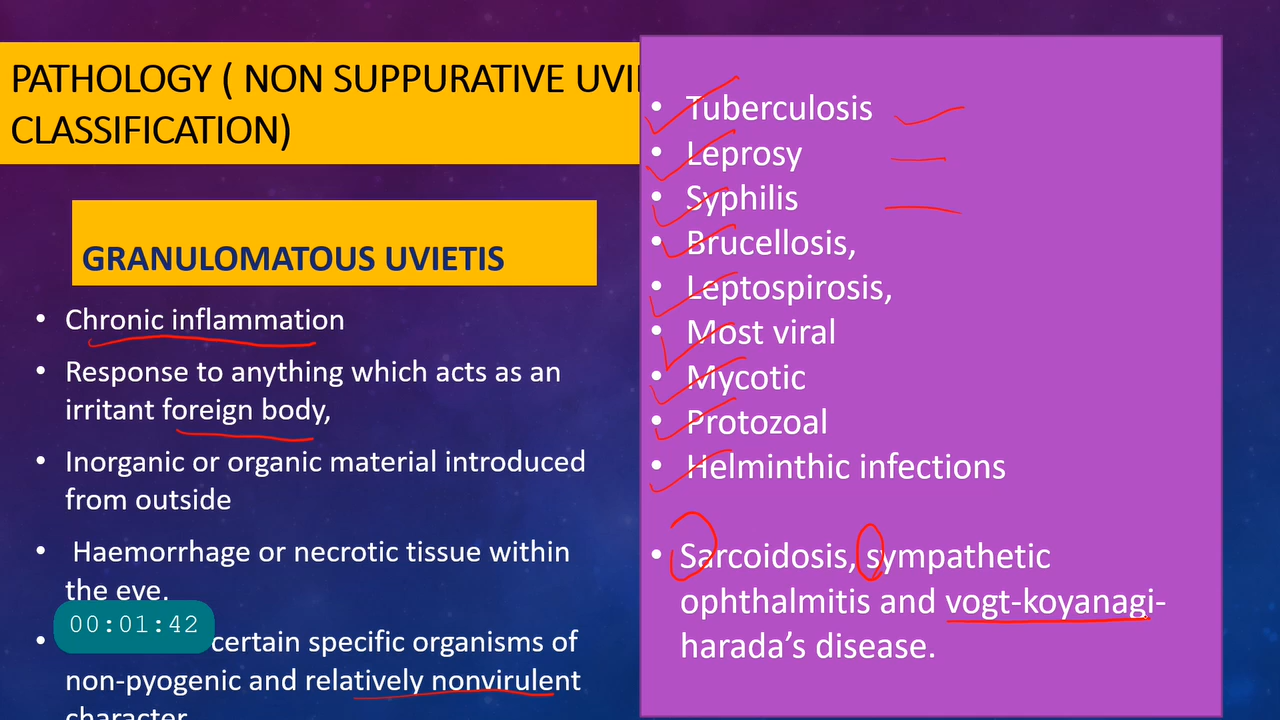 PATHOLOGY ( NON SUPPURATIVE UVI
CLASSIFICATION)
GRANULOMATOUS UVIETIS
• Chronic inflammation
• Response to anything which acts as an
irritant foreign body,
• Inorganic or organic material introduced
from outside
• Haemorrhage or necrotic tissue within
the eye.
00:01:42
• certain specific organisms of
non-pyogenic and relatively nonvirulent
character
• Tuberculosis
• Leprosy
• Syphilis
• Brucellosis,
• Leptospirosis,
• Most viral
• Mycotic
• Protozoal
• Helminthic infections
• Sarcoidosis, sympathetic
ophthalmitis and vogt-koyanagi-
harada's disease.